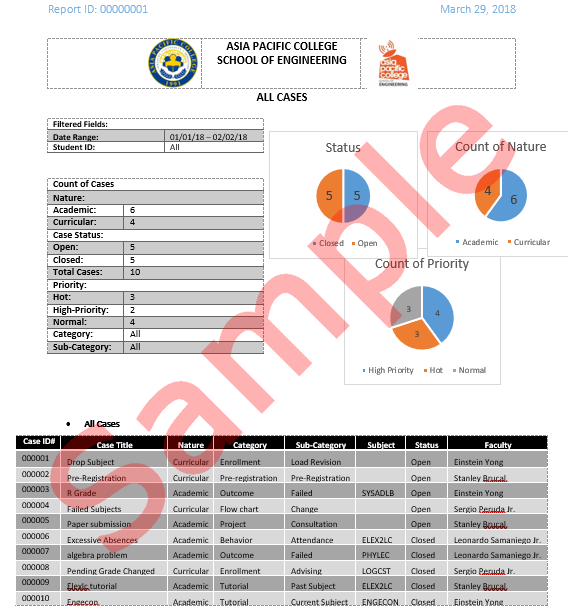 Report ID: 00000001 March 29, 2018
ASIA PACIFIC COLLEGE
SCHOOL OF ENGINEERING
asia pacific college
ENGINEERING
ALL CASES
Filtered Fields:
Date Range: 01/01/18 – 02/02/18
Student ID: All
Count of Cases
Nature:
Academic: 6
Curricular: 4
Case Status:
Open: 5
Closed: 5
Total Cases: 10
Priority:
Hot: 3
High-Priority: 2
Normal: 4
Category: All
Sub-Category: All
Status
5 5
Closed Open
Count of Nature
4 6
Academic Curricular
Count of Priority
3 4
3
High Priority Hot Normal
Sample
• All Cases
Case ID# Case Title Nature Category Sub-Category Subject Status Faculty
000001 Drop Subject Curricular Enrollment Load Revision Open Einstein Yong
000002 Pre-Registration Curricular Pre-registration Pre-Registration Open Stanley Brucal
000003 R Grade Academic Outcome Failed SYSADLB Open Einstein Yong
000004 Failed Subjects Curricular Flow chart Change Open Sergio Peruda Jr.
000005 Paper submission Academic Project Consultation Open Stanley Brucal
000006 Excessive Absences Academic Behavior Attendance ELEX2LC Closed Leonardo Samaniego Jr.
000007 algebra problem Academic Outcome Failed PHYLEC Closed Leonardo Samaniego Jr.
000008 Pending Grade Changed Curricular Enrollment Advising LOGCST Closed Sergio Peruda Jr.
000009 tutorial Academic Tutorial Past Subject ELEX2LC Closed Stanley Brucal
000010 Engecon Academic Tutorial Current Subject ENGECON Closed Einstein Yong